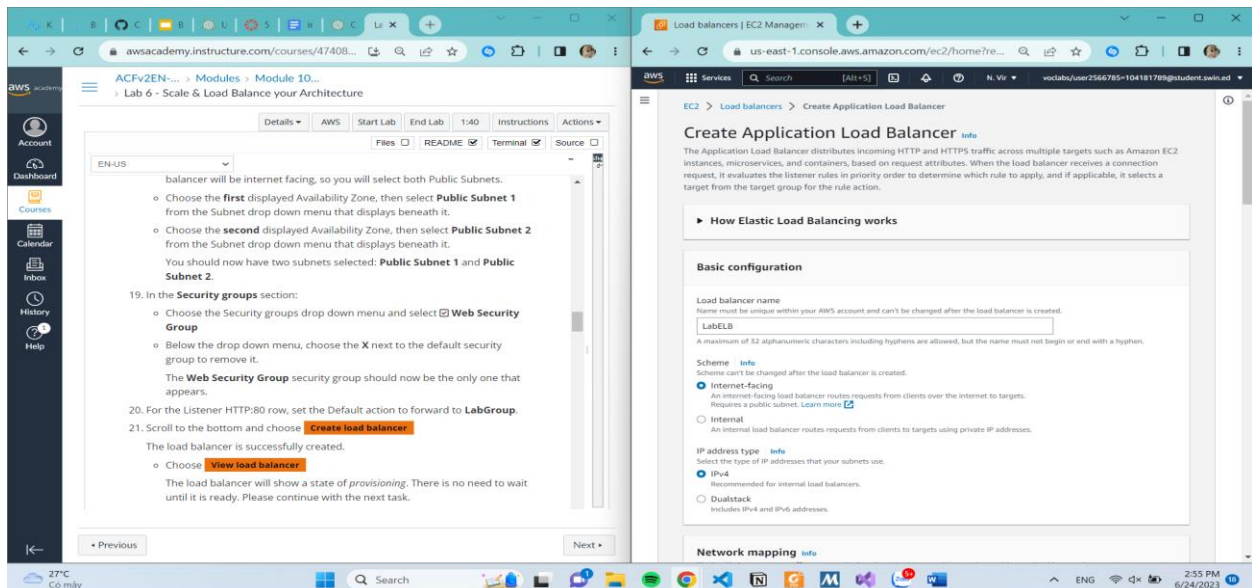 awsacademy.instructure.com/courses/47408...
aws academy
Account
Dashboard
Courses
Calendar
Inbox
History
1
Help
ACFv2EN-... > Modules > Module 10...
> Lab 6 - Scale & Load Balance your Architecture
Details AWS Start Lab End Lab 1:40 Instructions Actions
Files README Terminal Source
EN-US
balancer will be internet facing, so you will select both Public Subnets.
Choose the first displayed Availability Zone, then select Public Subnet 1
from the Subnet drop down menu that displays beneath it.
Choose the second displayed Availability Zone, then select Public Subnet 2
from the Subnet drop down menu that displays beneath it.
You should now have two subnets selected: Public Subnet 1 and Public
Subnet 2.
19. In the Security groups section:
Choose the Security groups drop down menu and select Web Security
Group
Below the drop down menu, choose the X next to the default security
group to remove it.
The Web Security Group security group should now be the only one that
appears.
20. For the Listener HTTP:80 row, set the Default action to forward to LabGroup.
21. Scroll to the bottom and choose Create load balancer
The load balancer is successfully created.
Choose View load balancer
The load balancer will show a state of provisioning. There is no need to wait
until it is ready. Please continue with the next task.
Previous Next
Load balancers | EC2 Managem
us-east-1.console.aws.amazon.com/ec2/home?re...
aws Services Search [Alt+S] N. Vir voclabs/user2566785=104181789@student.swin.ed
EC2 > Load balancers > Create Application Load Balancer
Create Application Load Balancer Info
The Application Load Balancer distributes incoming HTTP and HTTPS traffic across multiple targets such as Amazon EC2
instances, microservices, and containers, based on request attributes. When the load balancer receives a connection
request, it evaluates the listener rules in priority order to determine which rule to apply, and if applicable, it selects a
target from the target group for the rule action.
How Elastic Load Balancing works
Basic configuration
Load balancer name
Name must be unique within your AWS account and can't be changed after the load balancer is created.
LabELB
A maximum of 32 alphanumeric characters including hyphens are allowed, but the name must not begin or end with a hyphen.
Scheme Info
Scheme can't be changed after the load balancer is created.
Internet-facing
An internet-facing load balancer routes requests from clients over the internet to targets.
Requires a public subnet. Learn more
Internal
An internal load balancer routes requests from clients to targets using private IP addresses.
IP address type Info
Select the type of IP addresses that your subnets use.
IPv4
Recommended for internal load balancers.
Dualstack
Includes IPv4 and IPv6 addresses.
Network mapping Info
27°C
Có mây
Search
ENG
2:55 PM
6/24/2023